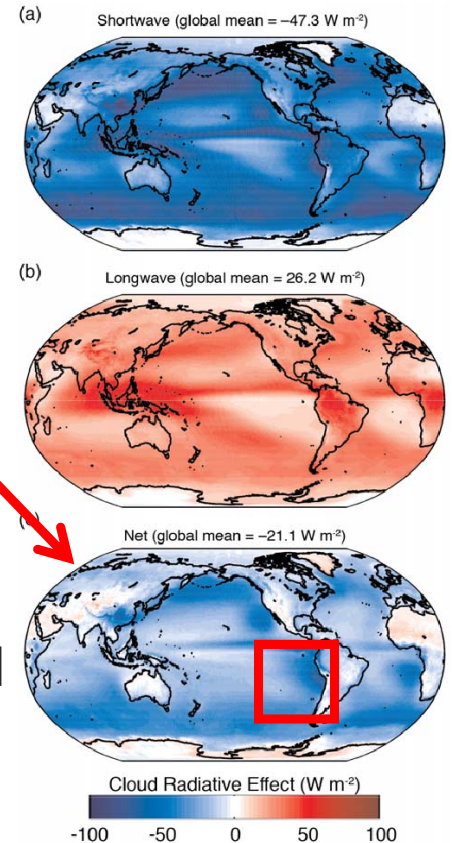 (a)
Shortwave (global mean = −47.3 W m⁻²)
(b)
Longwave (global mean = 26.2 W m⁻²)
Net (global mean = −21.1 W m⁻²)
Cloud Radiative Effect (W m⁻²)
-100 -50 0 50 100